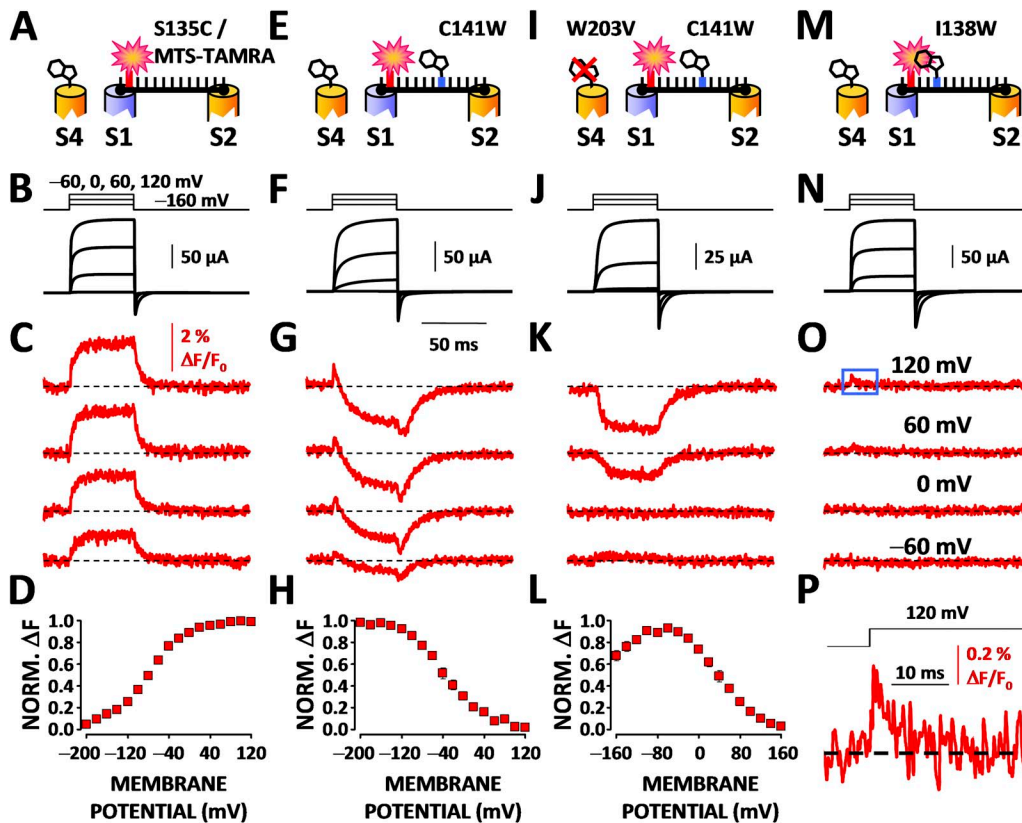 A
S135C /
MTS-TAMRA
S4
S1
S2
E
C141W
S4
S1
S2
I
W203V
C141W
S4
S1
S2
M
I138W
S4
S1
S2
B
−60, 0, 60, 120 mV
−160 mV
50 µA
F
50 µA
50 ms
J
25 µA
N
50 µA
C
2 %
ΔF/F0
G
K
O
120 mV
60 mV
0 mV
−60 mV
D
NORM. ΔF
1.0
0.8
0.6
0.4
0.2
0.0
−200 −120 −40 40 120
MEMBRANE
POTENTIAL (mV)
H
NORM. ΔF
1.0
0.8
0.6
0.4
0.2
0.0
−200 −120 −40 40 120
MEMBRANE
POTENTIAL (mV)
L
NORM. ΔF
1.0
0.8
0.6
0.4
0.2
0.0
−160 −80 0 80 160
MEMBRANE
POTENTIAL (mV)
P
120 mV
10 ms
0.2 %
ΔF/F0